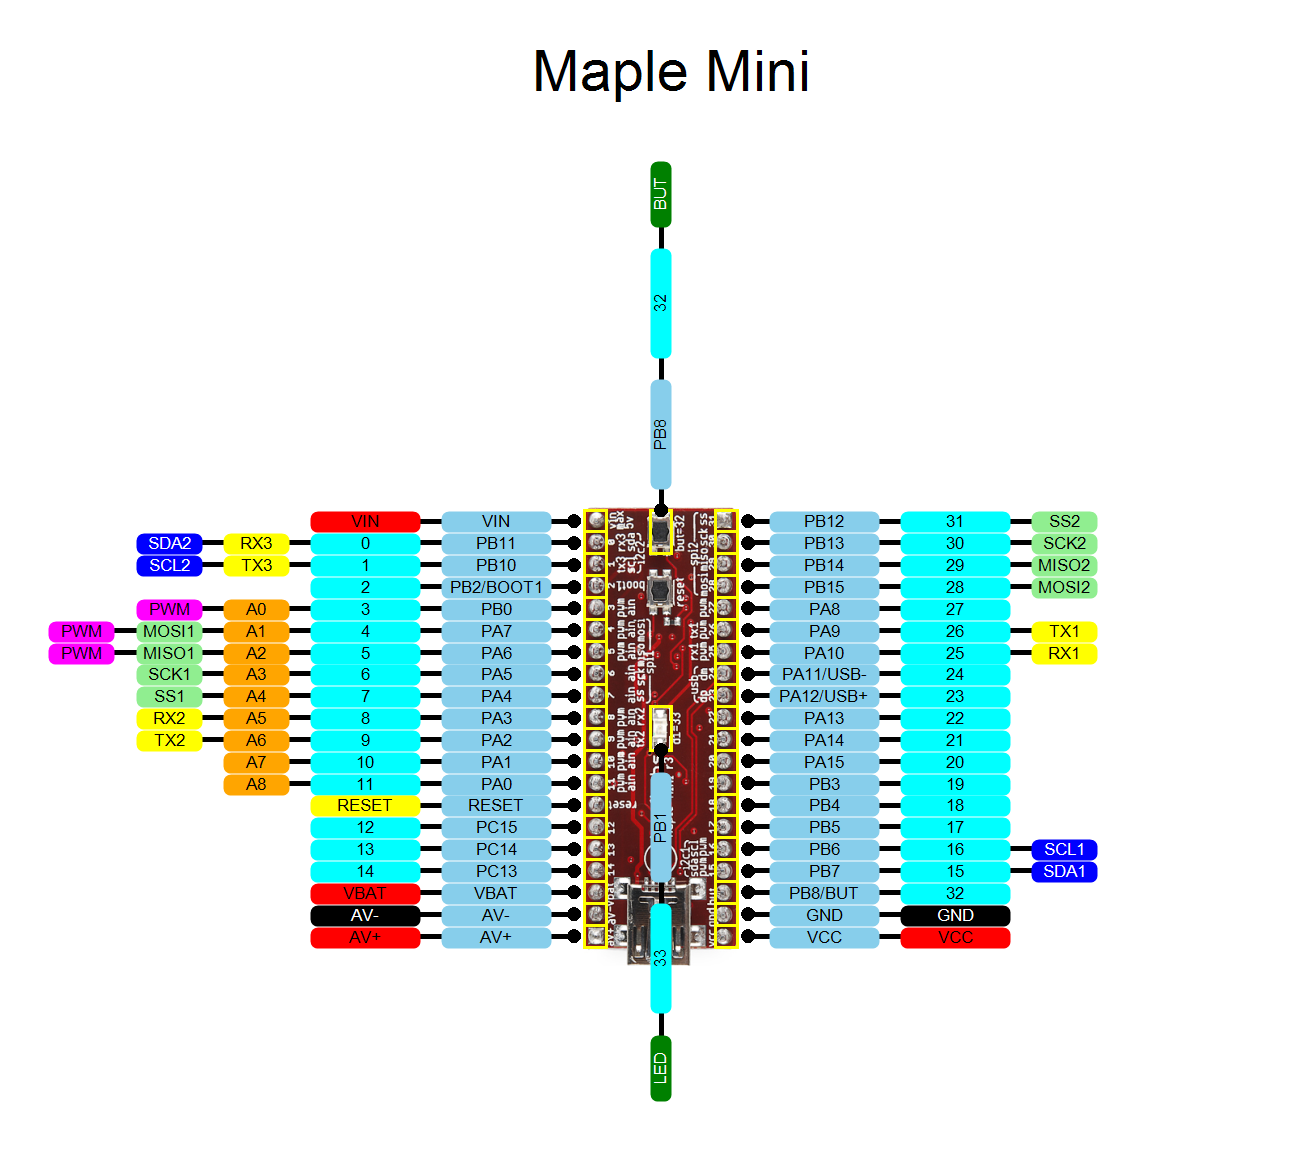 Maple Mini
BUT
32
PB8
VIN VIN PB12 31 SS2
SDA2 RX3 0 PB11 PB13 30 SCK2
SCL2 TX3 1 PB10 PB14 29 MISO2
2 PB2/BOOT1 PB15 28 MOSI2
PWM A0 3 PB0 PA8 27
PWM MOSI1 A1 4 PA7 PA9 26 TX1
PWM MISO1 A2 5 PA6 PA10 25 RX1
SCK1 A3 6 PA5 PA11/USB- 24
SS1 A4 7 PA4 PA12/USB+ 23
RX2 A5 8 PA3 PA13 22
TX2 A6 9 PA2 PA14 21
A7 10 PA1 PA15 20
A8 11 PA0 PB3 19
RESET RESET PB4 18
12 PC15 PB5 17
13 PC14 PB6 16 SCL1
14 PC13 PB7 15 SDA1
VBAT VBAT PB8/BUT 32
AV- AV- GND GND
AV+ AV+ VCC VCC
but=32
reset
PB1
33
LED